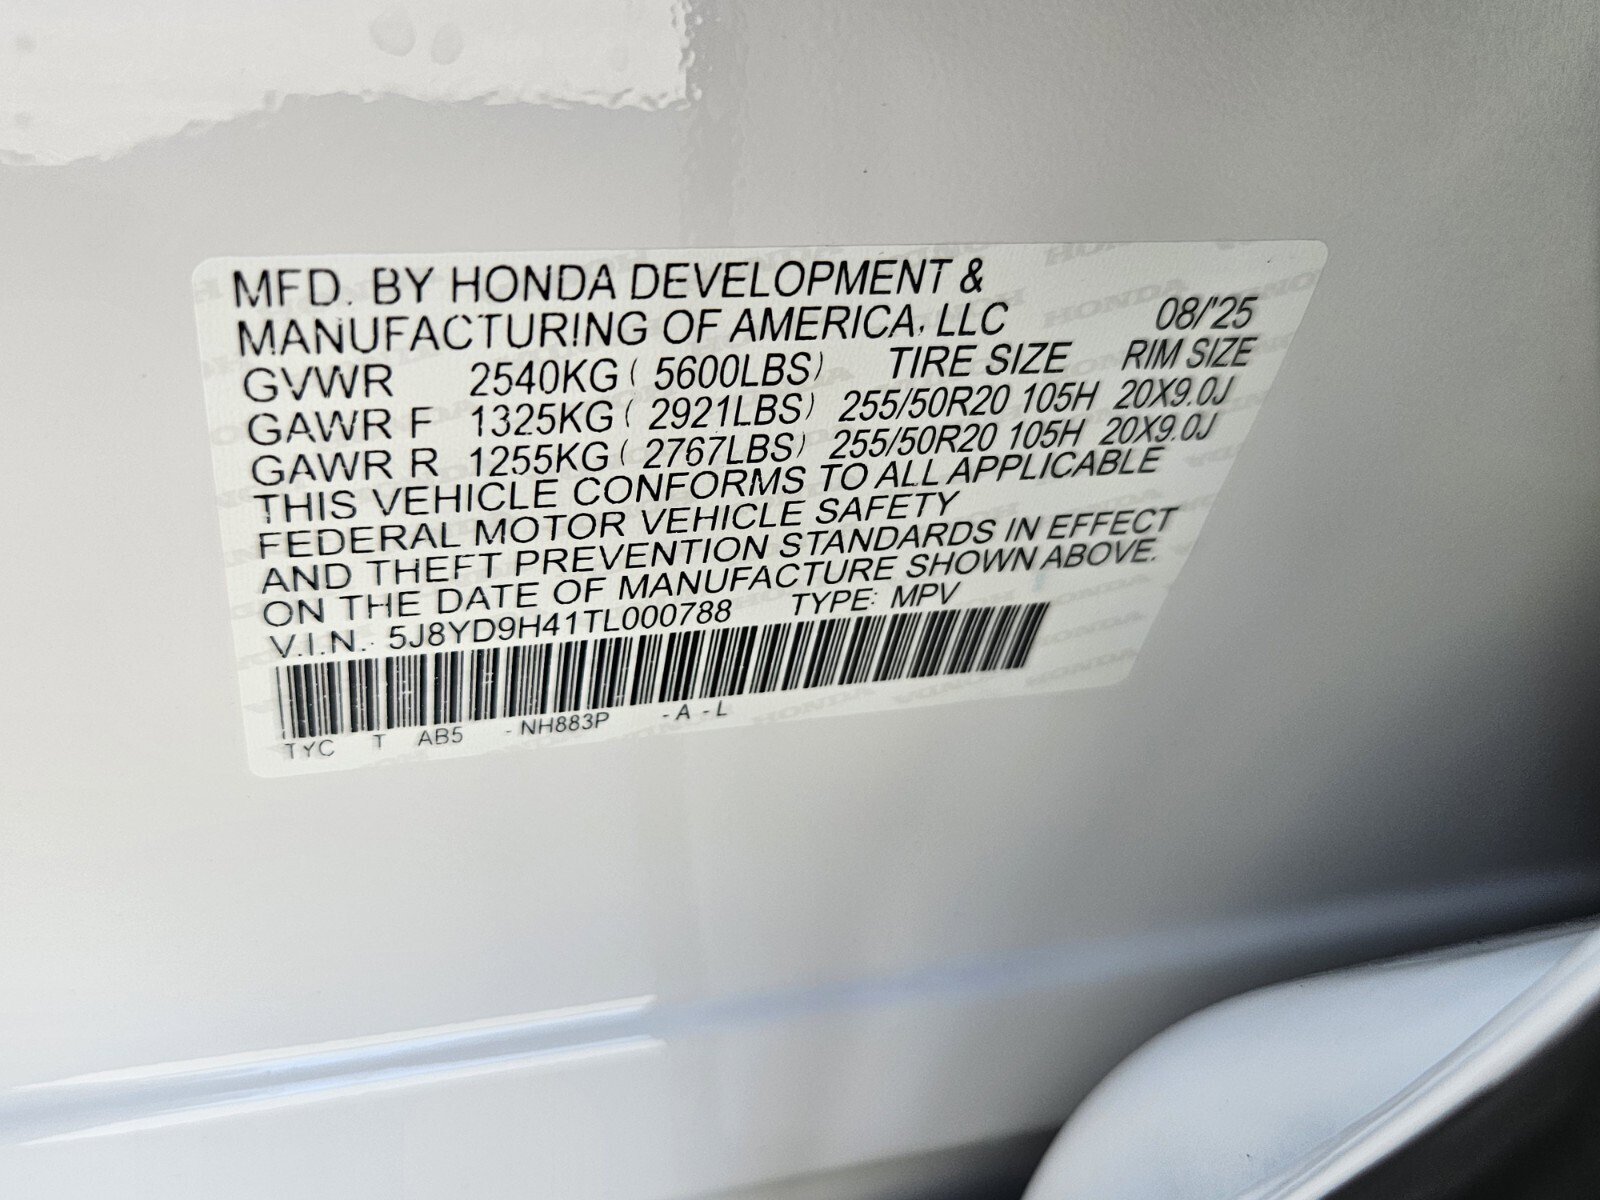 MFD. BY HONDA DEVELOPMENT &
MANUFACTURING OF AMERICA, LLC 08/'25
GVWR 2540KG ( 5600LBS) TIRE SIZE RIM SIZE
GAWR F 1325KG ( 2921LBS) 255/50R20 105H 20X9.0J
GAWR R 1255KG ( 2767LBS) 255/50R20 105H 20X9.0J
THIS VEHICLE CONFORMS TO ALL APPLICABLE
FEDERAL MOTOR VEHICLE SAFETY
AND THEFT PREVENTION STANDARDS IN EFFECT
ON THE DATE OF MANUFACTURE SHOWN ABOVE.
V.I.N.: 5J8YD9H41TL000788 TYPE: MPV
TYC T AB5 - NH883P - A - L